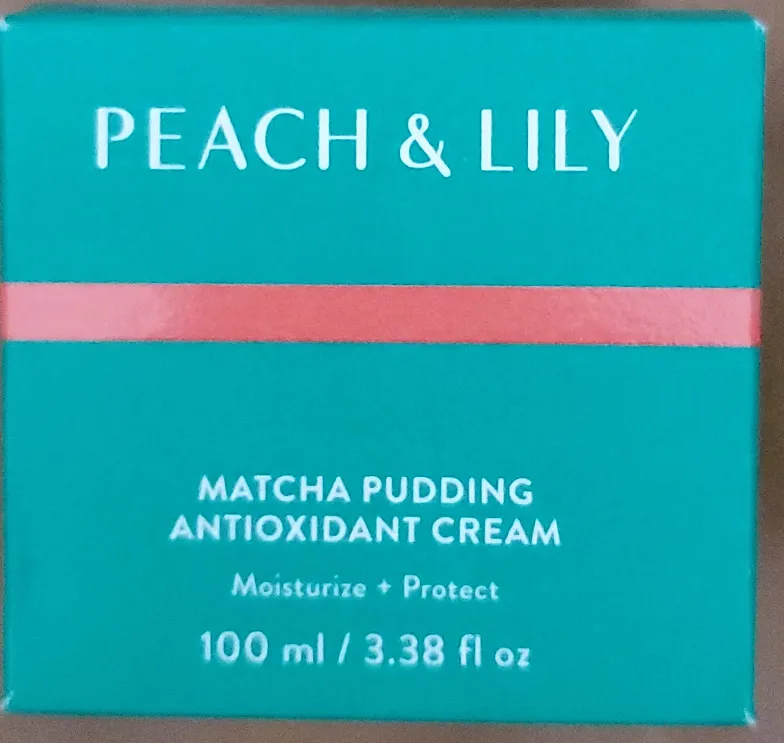 PEACH & LILY
MATCHA PUDDING
ANTIOXIDANT CREAM
Moisturize + Protect
100 ml / 3.38 fl oz